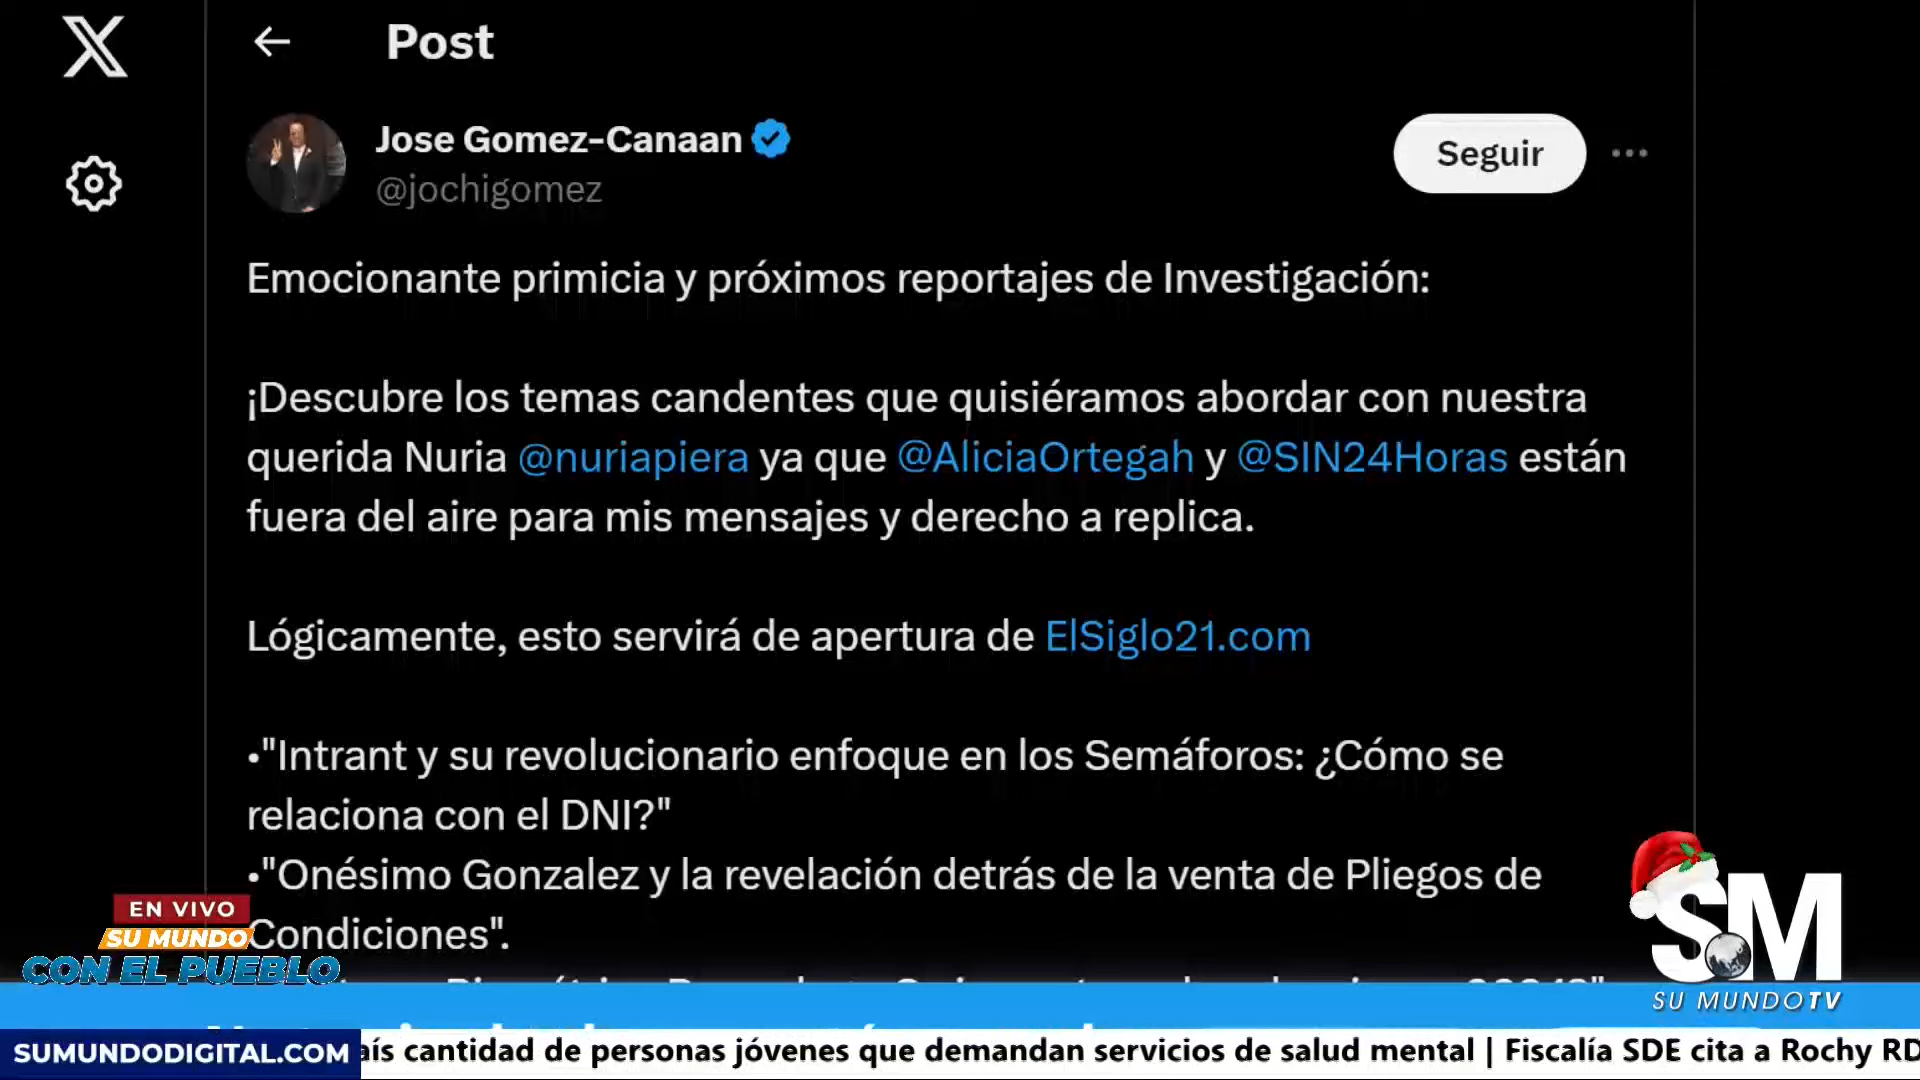 Post
Jose Gomez-Canaan
@jochigomez
Seguir
Emocionante primicia y próximos reportajes de Investigación:
¡Descubre los temas candentes que quisiéramos abordar con nuestra
querida Nuria @nuriapiera ya que @AliciaOrtegah y @SIN24Horas están
fuera del aire para mis mensajes y derecho a replica.
Lógicamente, esto servirá de apertura de ElSiglo21.com
•"Intrant y su revolucionario enfoque en los Semáforos: ¿Cómo se
relaciona con el DNI?"
•"Onésimo Gonzalez y la revelación detrás de la venta de Pliegos de
Condiciones".
EN VIVO
SU MUNDO
CON EL PUEBLO
SM
SU MUNDOTV
SUMUNDODIGITAL.COM
aís cantidad de personas jóvenes que demandan servicios de salud mental | Fiscalía SDE cita a Rochy RD